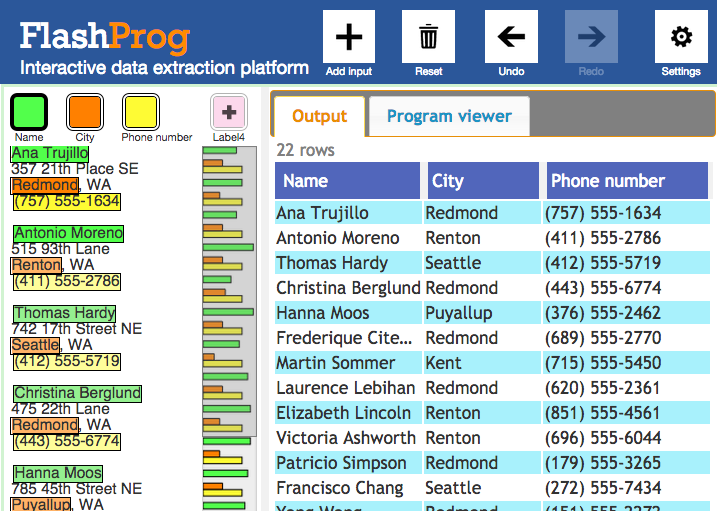 FlashProg
Interactive data extraction platform
Add input
Reset
Undo
Redo
Settings
Name
City
Phone number
Label4
Ana Trujillo
357 21th Place SE
Redmond, WA
(757) 555-1634
Antonio Moreno
515 93th Lane
Renton, WA
(411) 555-2786
Thomas Hardy
742 17th Street NE
Seattle, WA
(412) 555-5719
Christina Berglund
475 22th Lane
Redmond, WA
(443) 555-6774
Hanna Moos
785 45th Street NE
Puyallup, WA
Output
Program viewer
22 rows
Name City Phone number
Ana Trujillo Redmond (757) 555-1634
Antonio Moreno Renton (411) 555-2786
Thomas Hardy Seattle (412) 555-5719
Christina Berglund Redmond (443) 555-6774
Hanna Moos Puyallup (376) 555-2462
Frederique Cite... Redmond (689) 555-2770
Martin Sommer Kent (715) 555-5450
Laurence Lebihan Redmond (620) 555-2361
Elizabeth Lincoln Renton (851) 555-4561
Victoria Ashworth Renton (696) 555-6044
Patricio Simpson Redmond (179) 555-3265
Francisco Chang Seattle (272) 555-7434